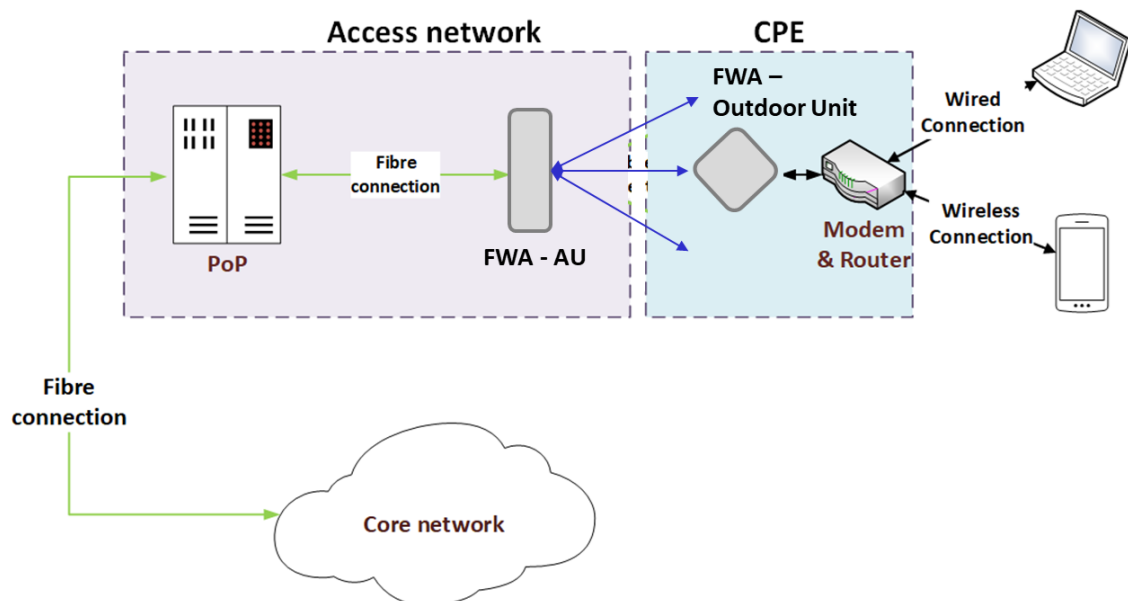 Access network
CPE
FWA –
Outdoor Unit
Wired
Connection
Fibre
connection
Modem
& Router
Wireless
Connection
PoP
FWA - AU
Fibre
connection
Core network